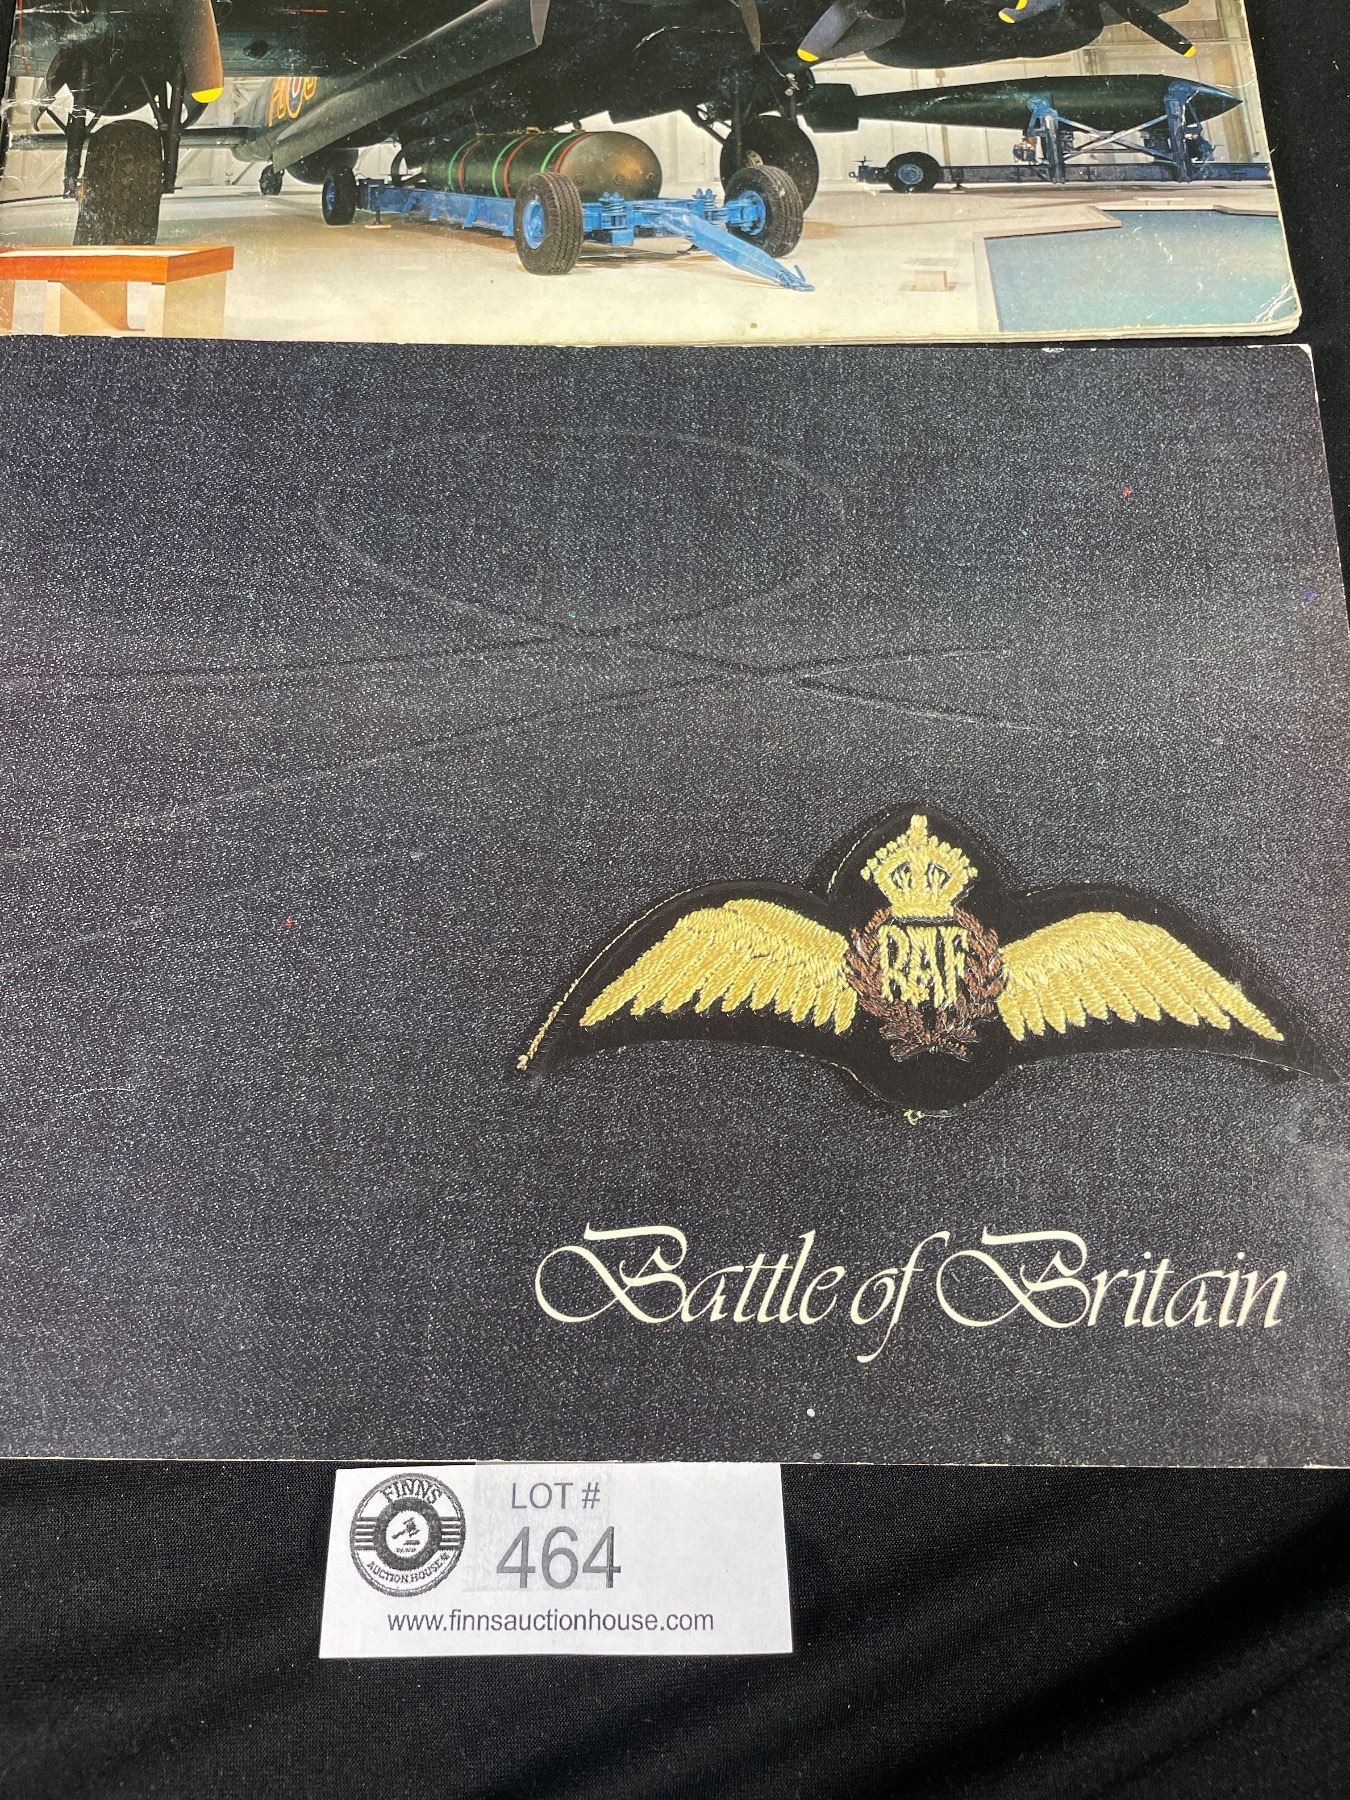 RAF
Battle of Britain
FINNS
AUCTION HOUSE
LOT #
464
www.finnsauctionhouse.com